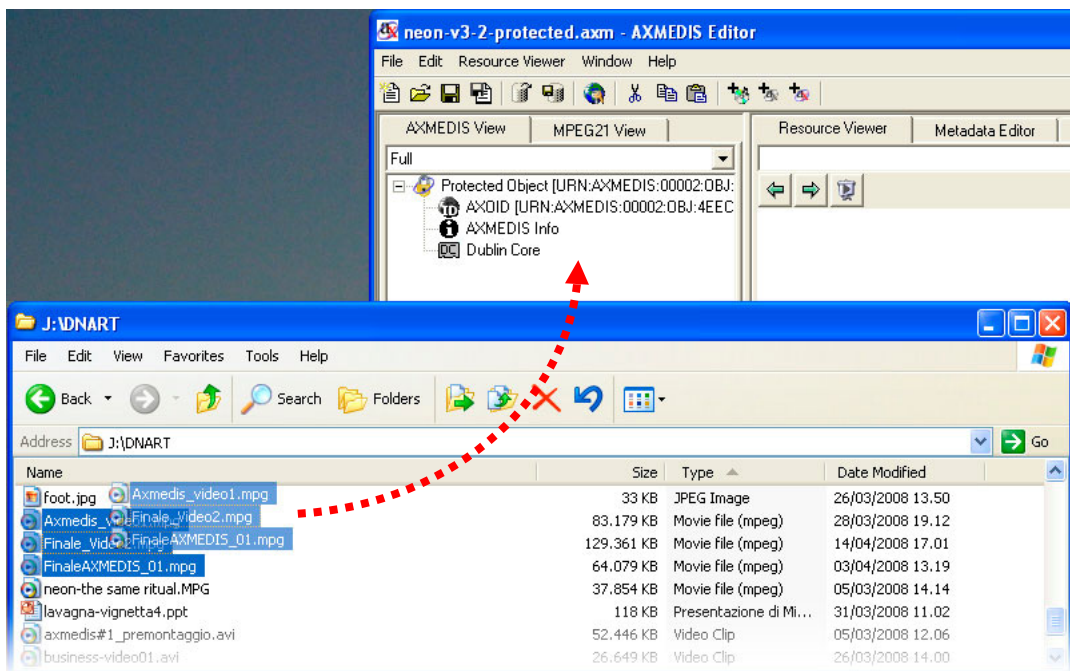 neon-v3-2-protected.axm - AXMEDIS Editor
File Edit Resource Viewer Window Help
AXMEDIS View MPEG21 View Resource Viewer Metadata Editor
Full
Protected Object [URN:AXMEDIS:00002:OBJ:
AXOID [URN:AXMEDIS:00002:OBJ:4EEC
AXMEDIS Info
Dublin Core
J:\DNART
File Edit View Favorites Tools Help
Back Search Folders
Address J:\DNART Go
Name Size Type Date Modified
foot.jpg Axmedis_video1.mpg 33 KB JPEG Image 26/03/2008 13.50
Axmedis_ Finale_Video2.mpg 83.179 KB Movie file (mpeg) 28/03/2008 19.12
Finale_Vid FinaleAXMEDIS_01.mpg 129.361 KB Movie file (mpeg) 14/04/2008 17.01
FinaleAXMEDIS_01.mpg 64.079 KB Movie file (mpeg) 03/04/2008 13.19
neon-the same ritual.MPG 37.854 KB Movie file (mpeg) 05/03/2008 14.14
lavagna-vignetta4.ppt 118 KB Presentazione di Mi... 31/03/2008 11.02
axmedis#1_premontaggio.avi 52.446 KB Video Clip 05/03/2008 12.06
business-video01.avi 26.649 KB Video Clip 26/03/2008 14.00